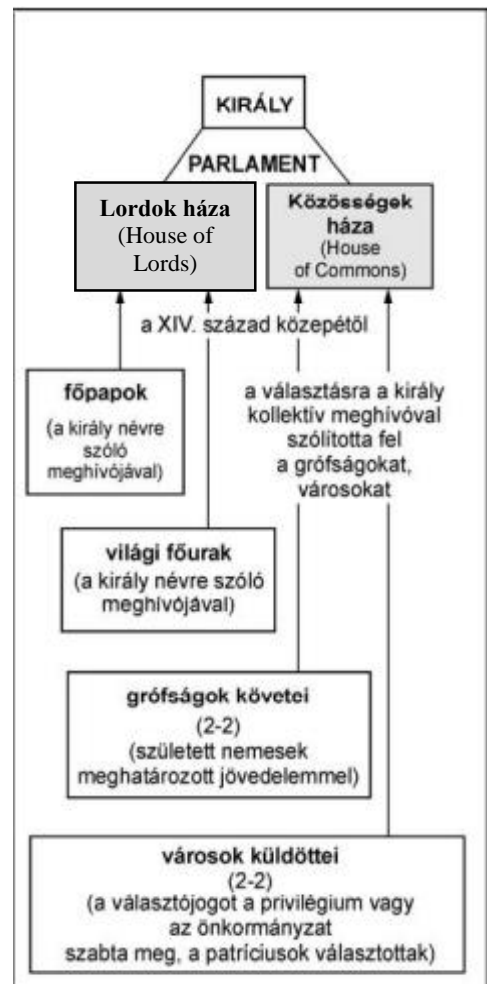 KIRÁLY
PARLAMENT
Lordok háza
(House of
Lords)
Közösségek
háza
(House
of Commons)
a XIV. század közepétől
főpapok
(a király névre
szóló
meghívójával)
a választásra a király
kollektív meghívóval
szólította fel
a grófságokat,
városokat
világi főurak
(a király névre szóló
meghívójával)
grófságok követei
(2-2)
(született nemesek
meghatározott jövedelemmel)
városok küldöttei
(2-2)
(a választójogot a privilégium vagy
az önkormányzat
szabta meg, a patríciusok választottak)